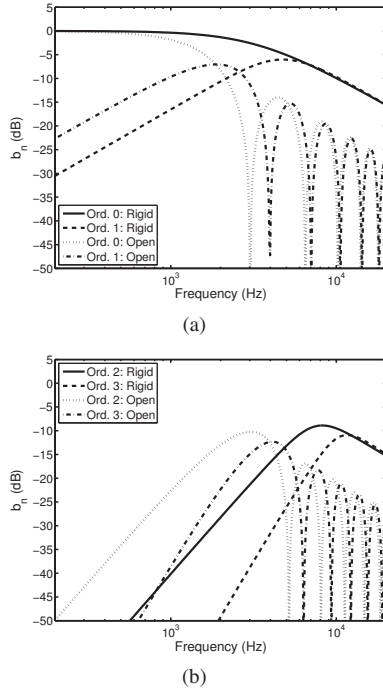 0
−5
−10
−15
−20
−25
−30
−35
−40
−45
−50
b_n (dB)
Ord. 0: Rigid
Ord. 1: Rigid
Ord. 0: Open
Ord. 1: Open
10^3
10^4
Frequency (Hz)
(a)
Ord. 2: Rigid
Ord. 3: Rigid
Ord. 2: Open
Ord. 3: Open
5
0
−5
−10
−15
−20
−25
−30
−35
−40
−45
−50
b_n (dB)
10^3
10^4
Frequency (Hz)
(b)